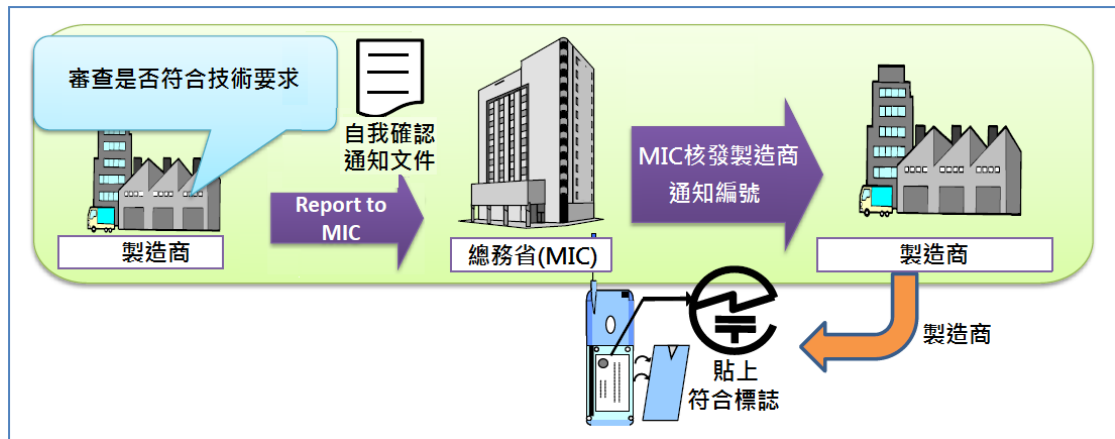 審查是否符合技術要求
自我確認
通知文件
Report to
MIC
MIC核發製造商
通知編號
製造商
總務省(MIC)
製造商
製造商
貼上
符合標誌